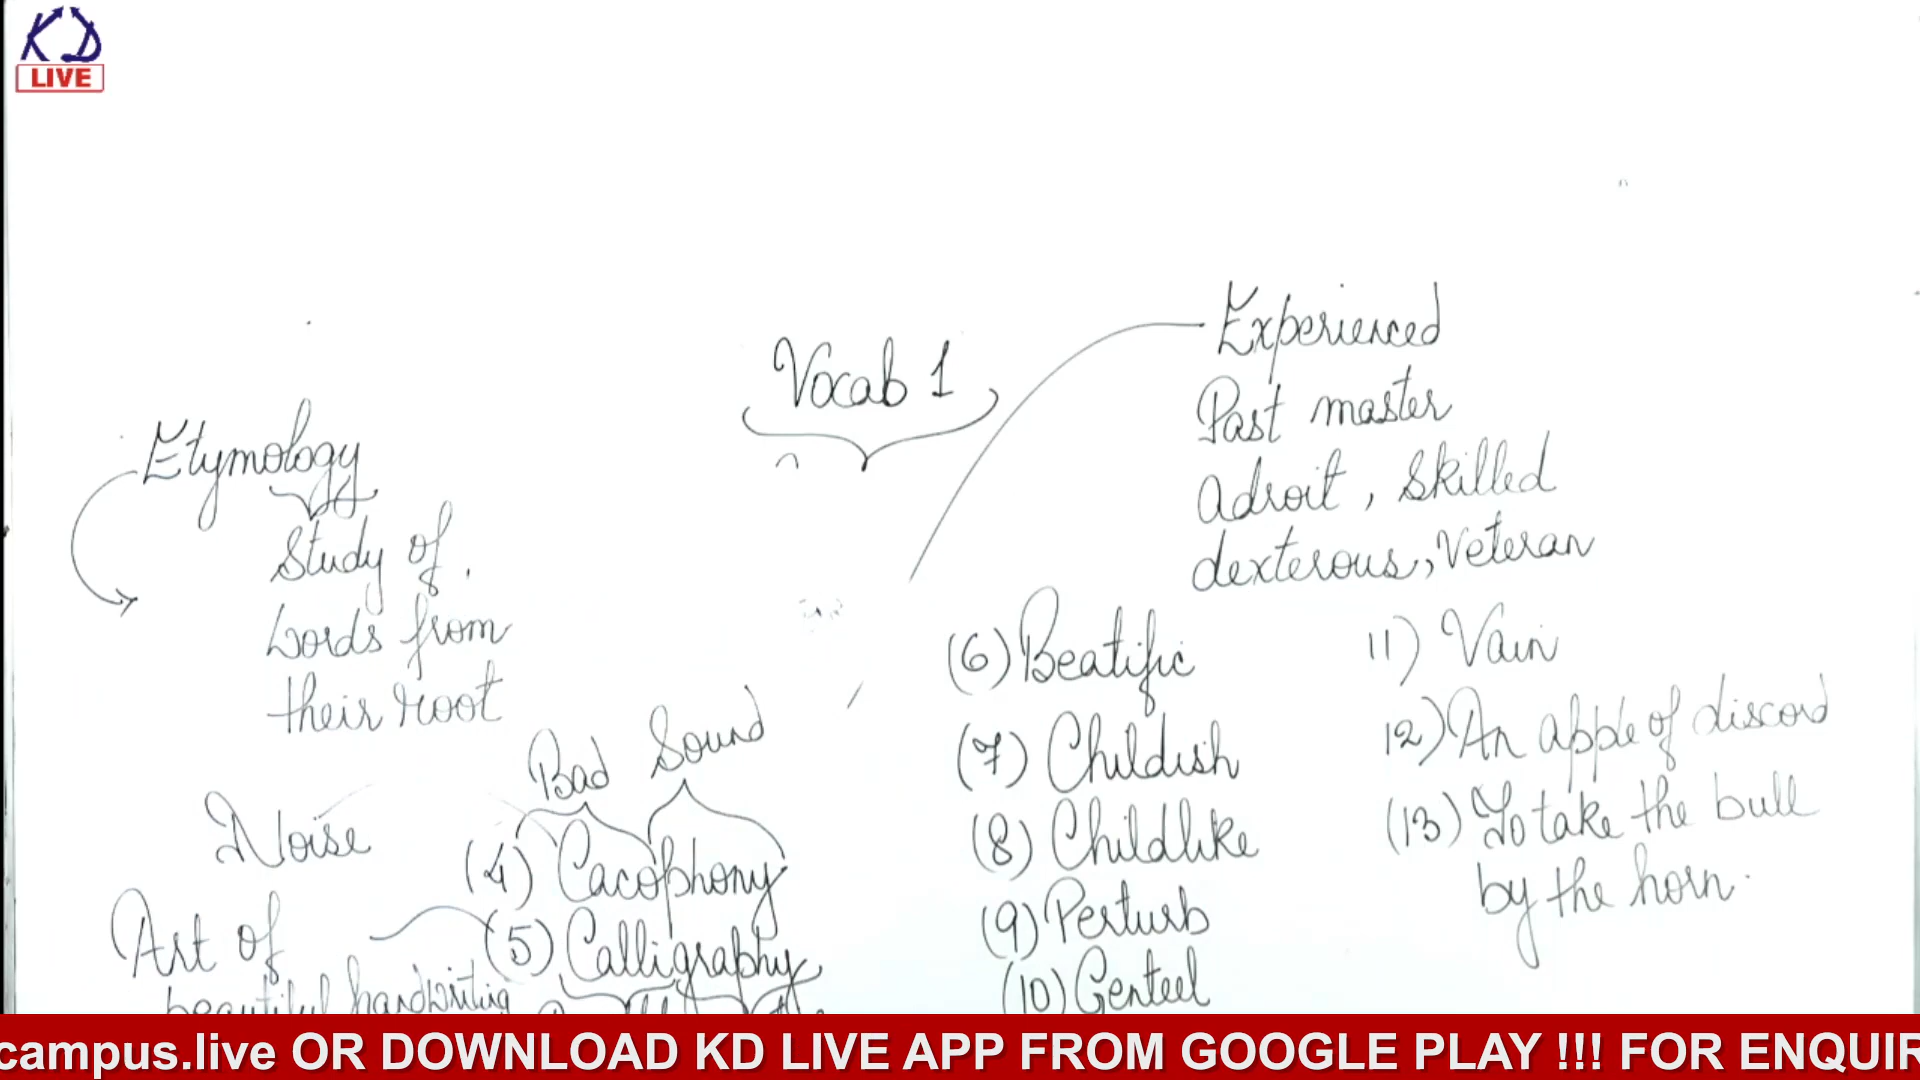 KD
LIVE
Vocab 1
Etymology
Study of
words from
their root
Experienced
Past master
Adroit, Skilled
dexterous, Veteran
Noise
Bad Sound
(4) Cacophony
Art of
beautiful handwriting
(5) Calligraphy
(6) Beatific
(7) Childish
(8) Childlike
(9) Perturb
(10) Genteel
11) Vain
12) An apple of discord
(13) To take the bull
by the horn.
campus.live OR DOWNLOAD KD LIVE APP FROM GOOGLE PLAY !!! FOR ENQUIR